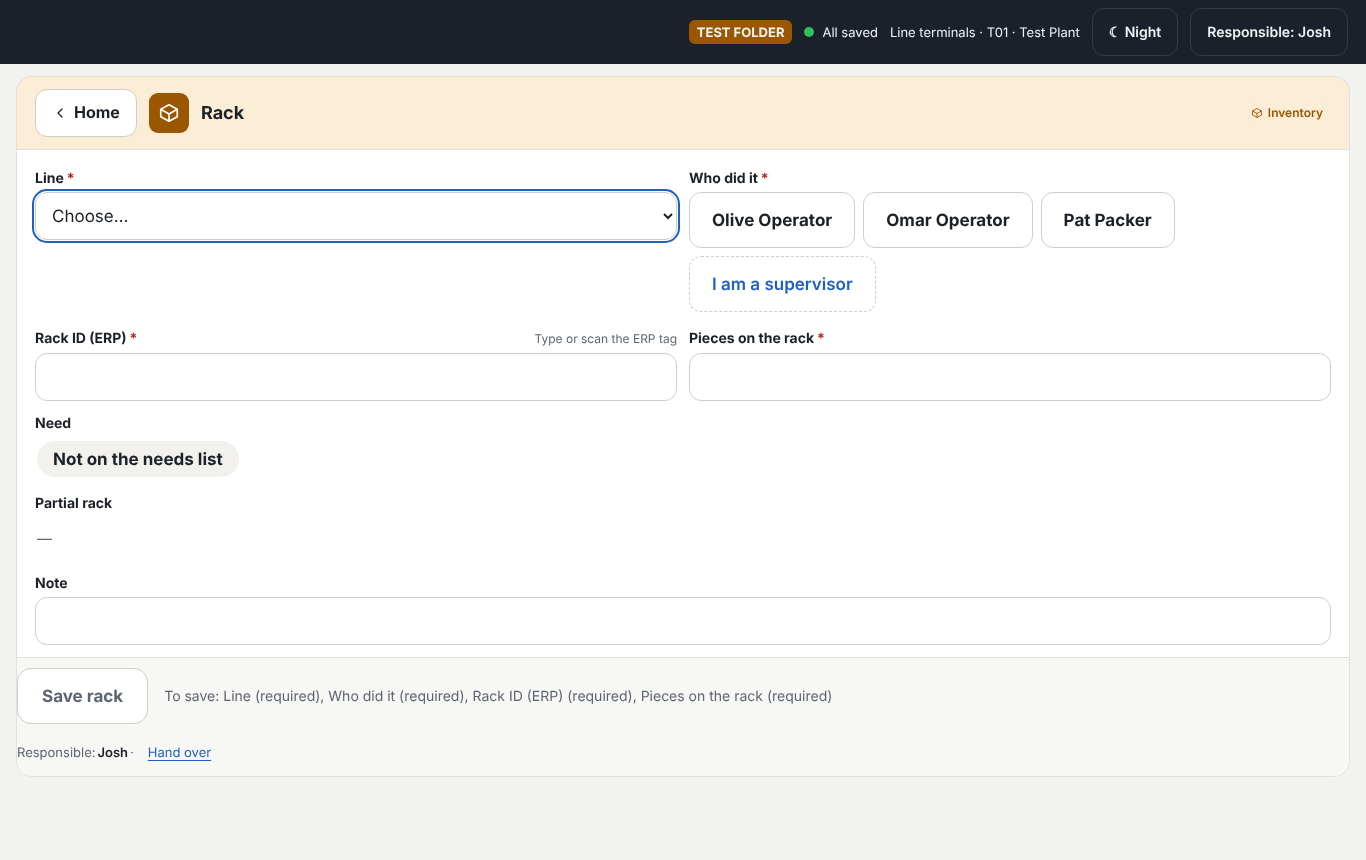 TEST FOLDER All saved Line terminals · T01 · Test Plant Night Responsible: Josh
Home Rack Inventory
Line * Who did it *
Choose... Olive Operator Omar Operator Pat Packer
I am a supervisor
Rack ID (ERP) * Type or scan the ERP tag Pieces on the rack *
Need
Not on the needs list
Partial rack
—
Note
Save rack To save: Line (required), Who did it (required), Rack ID (ERP) (required), Pieces on the rack (required)
Responsible: Josh · Hand over